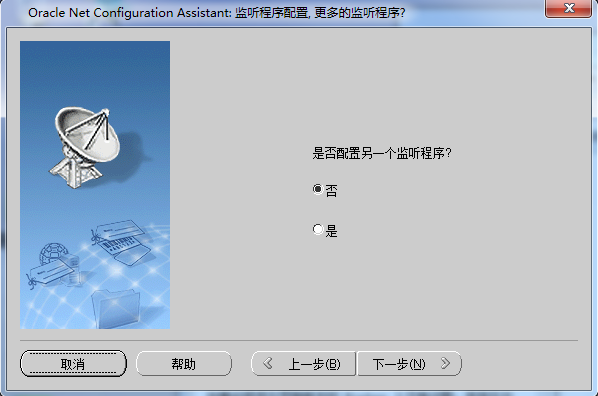 Oracle Net Configuration Assistant: 监听程序配置, 更多的监听程序?
是否配置另一个监听程序?
否
是
取消
帮助
上一步(B)
下一步(N)